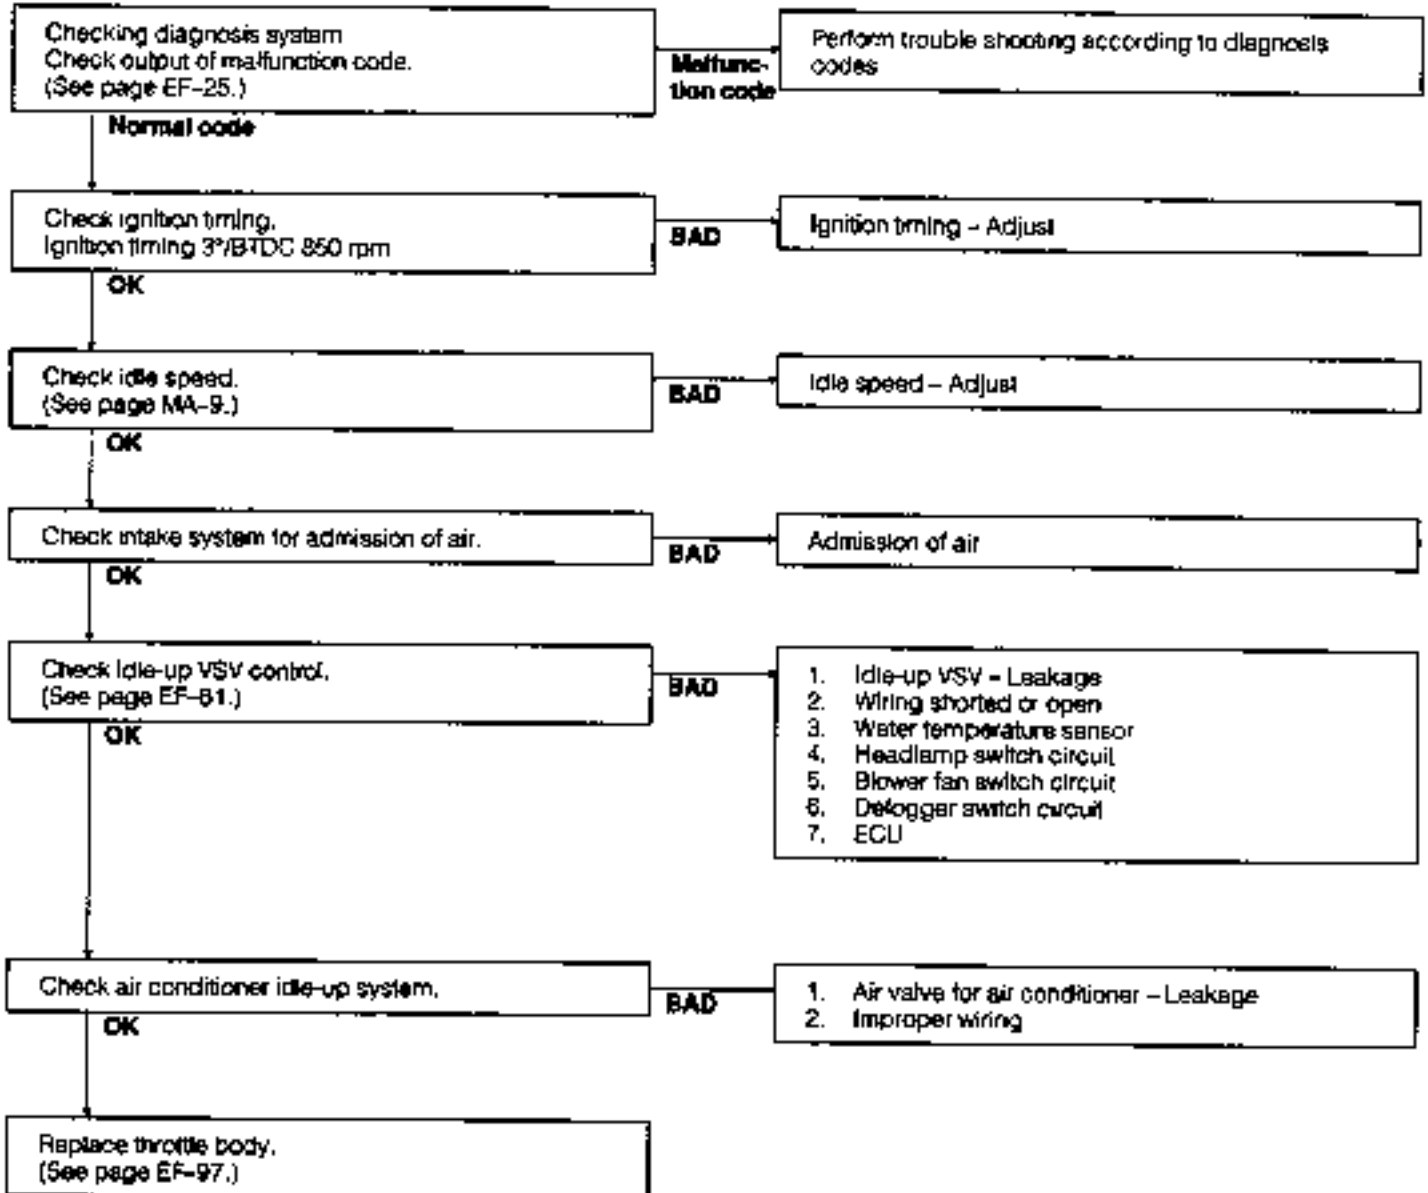 Checking diagnosis system
Check output of malfunction code.
(See page EF-25.)
Malfunc-
tion code
Perform trouble shooting according to diagnosis
codes
Normal code
Check ignition timing.
Ignition timing 3°/BTDC 850 rpm
BAD
Ignition timing – Adjust
OK
Check idle speed.
(See page MA-9.)
BAD
Idle speed – Adjust
OK
Check intake system for admission of air.
BAD
Admission of air
OK
Check idle-up VSV control.
(See page EF-81.)
BAD
1. Idle-up VSV – Leakage
2. Wiring shorted or open
3. Water temperature sensor
4. Headlamp switch circuit
5. Blower fan switch circuit
6. Defogger switch circuit
7. ECU
OK
Check air conditioner idle-up system.
BAD
1. Air valve for air conditioner – Leakage
2. Improper wiring
OK
Replace throttle body.
(See page EF-97.)